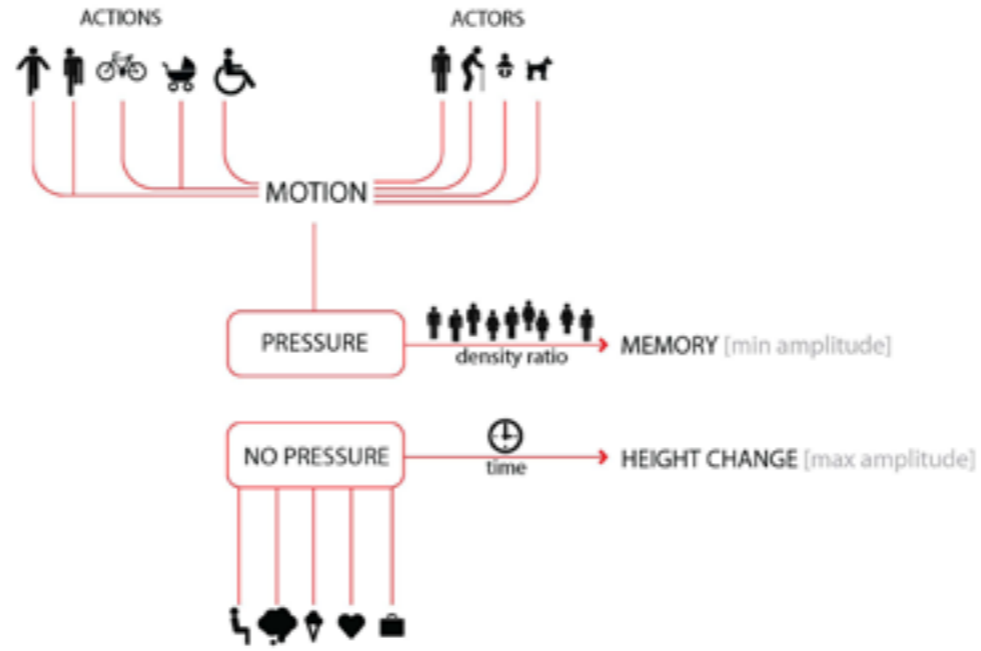 ACTIONS
ACTORS
MOTION
PRESSURE
density ratio
MEMORY [min amplitude]
NO PRESSURE
time
HEIGHT CHANGE [max amplitude]